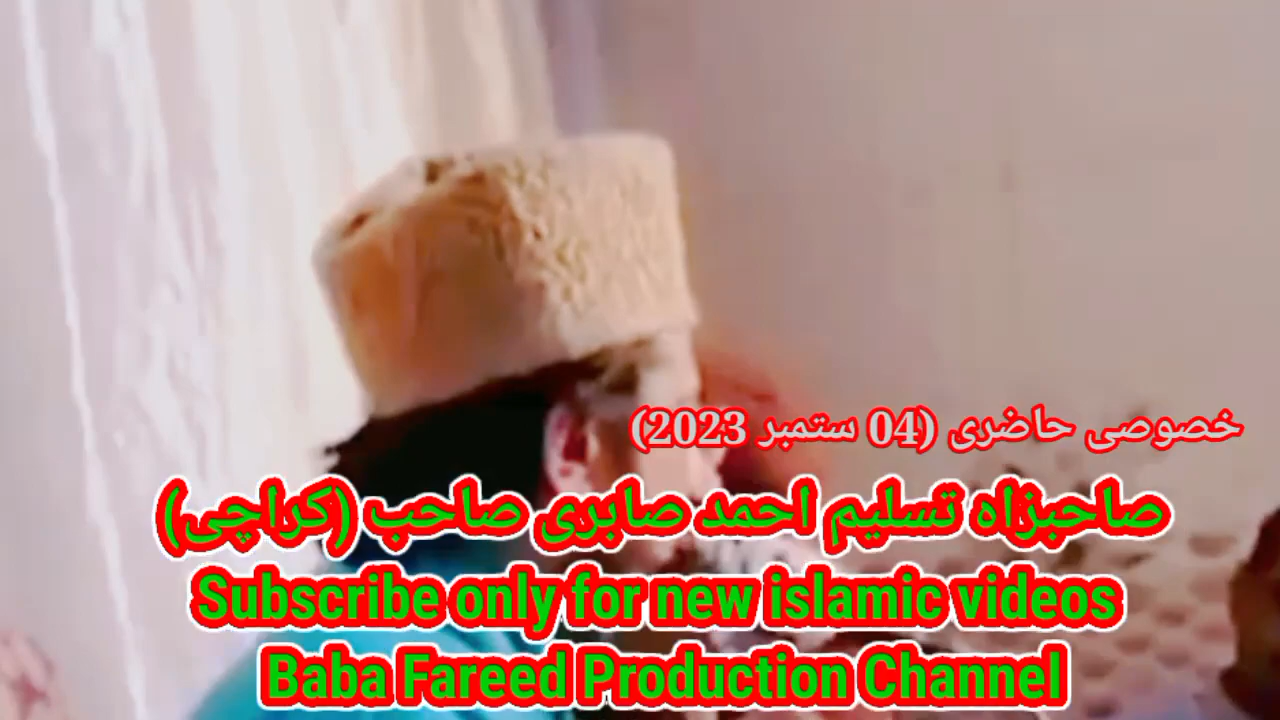 خصوصی حاضری (04 ستمبر 2023)
صاحبزاہ تسلیم احمد صابری صاحب (کراچی)
Subscribe only for new islamic videos
Baba Fareed Production Channel